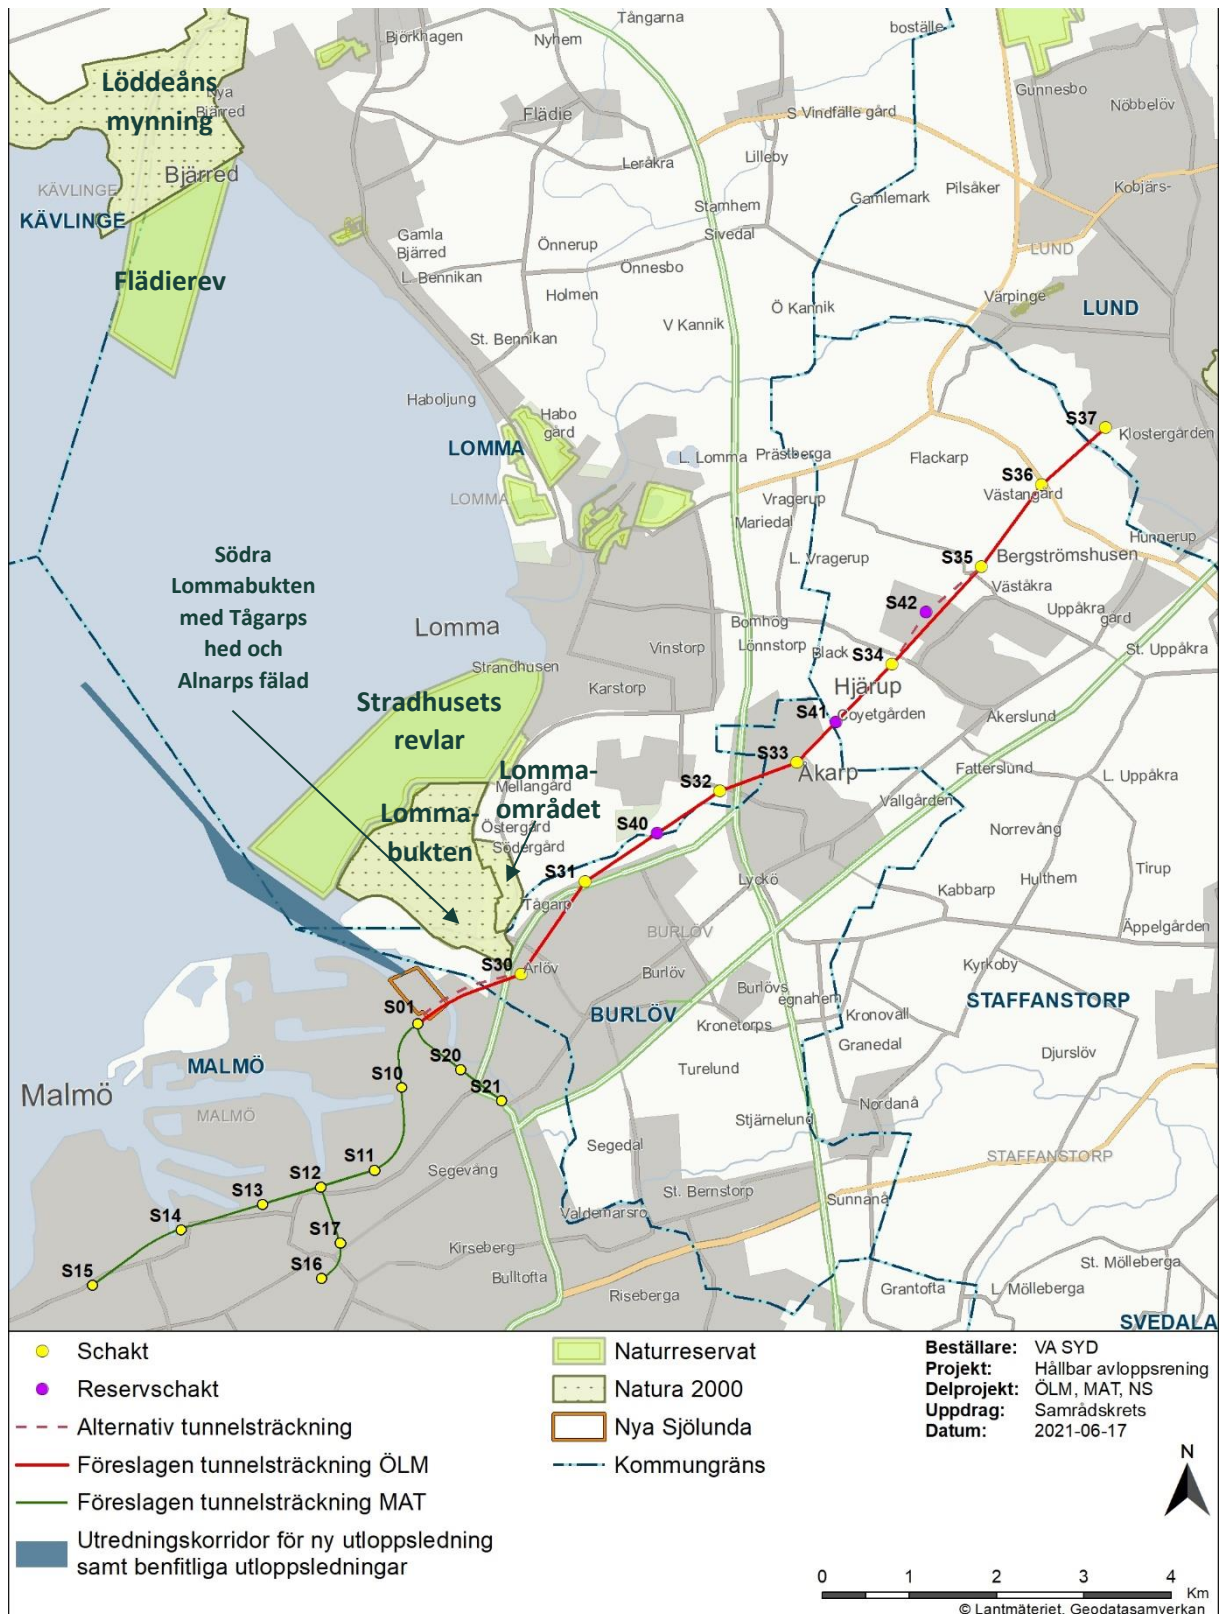 Tångarna
Björkhagen
Nyhem
boställe
Löddeåns
mynning
Nya
Bjärred
Gunnesbo
Nöbbelöv
Flädie
S Vindfälle gård
Leråkra
Lilleby
Bjärred
KÄVLINGE
KÄVLINGE
Pilsåker
Kobjärs-
Gamlemark
Stamhem
Sivedal
Gamla
Bjärred
Önnerup
LUND
L. Bennikan
Önnesbo
Flädierev
Holmen
Värpinge
LUND
Ö Kannik
V Kannik
St. Bennikan
Haboljung
Habo
gård
S37
Klostergården
LOMMA
L. Lomma
Prästberga
Flackarp
S36
LOMMA
Vragerup
Västangård
Mariedal
Hunnerup
Södra
Lommabukten
med Tågarps
hed och
Alnarps fälad
L. Vragerup
S35
Bergströmshusen
Väståkra
S42
Uppåkra
gård
Lomma
Bomhög
Lönnstorp
Vinstorp
Black
S34
St. Uppåkra
Strandhusen
Karstorp
Hjärup
Stradhusets
revlar
S41
Coyetgården
Åkerslund
S33
Åkarp
Fatterslund
L. Uppåkra
Lomma-
området
Mellangård
S32
Vallgården
Lomma-
bukten
Östergård
Södergård
S40
Norrevång
S31
Lyckö
Hulthem
Tirup
Kabbarp
Tågarp
BURLÖV
Äppelgården
S30
Arlöv
Burlöv
Kyrkoby
Burlövs
egnahem
S01
BURLÖV
STAFFANSTORP
Kronetorps
Kronovall
Granedal
Djurslöv
MALMÖ
S20
Turelund
Malmö
S10
S21
MALMÖ
Nordanå
Stjärnelund
Segedal
S11
Segevång
STAFFANSTORP
S12
St. Bernstorp
Sunnanå
S13
Valdemarsro
S14
S17
Kirseberg
S15
S16
Bulltofta
St. Mölleberga
Riseberga
Grantofta
L. Mölleberga
SVEDALA
Schakt
Reservschakt
Alternativ tunnelsträckning
Föreslagen tunnelsträckning ÖLM
Föreslagen tunnelsträckning MAT
Utredningskorridor för ny utloppsledning
samt benfitliga utloppsledningar
Naturreservat
Natura 2000
Nya Sjölunda
Kommungräns
Beställare: VA SYD
Projekt: Hållbar avloppsrening
Delprojekt: ÖLM, MAT, NS
Uppdrag: Samrådskrets
Datum: 2021-06-17
N
0 1 2 3 4
Km
© Lantmäteriet, Geodatasamverkan